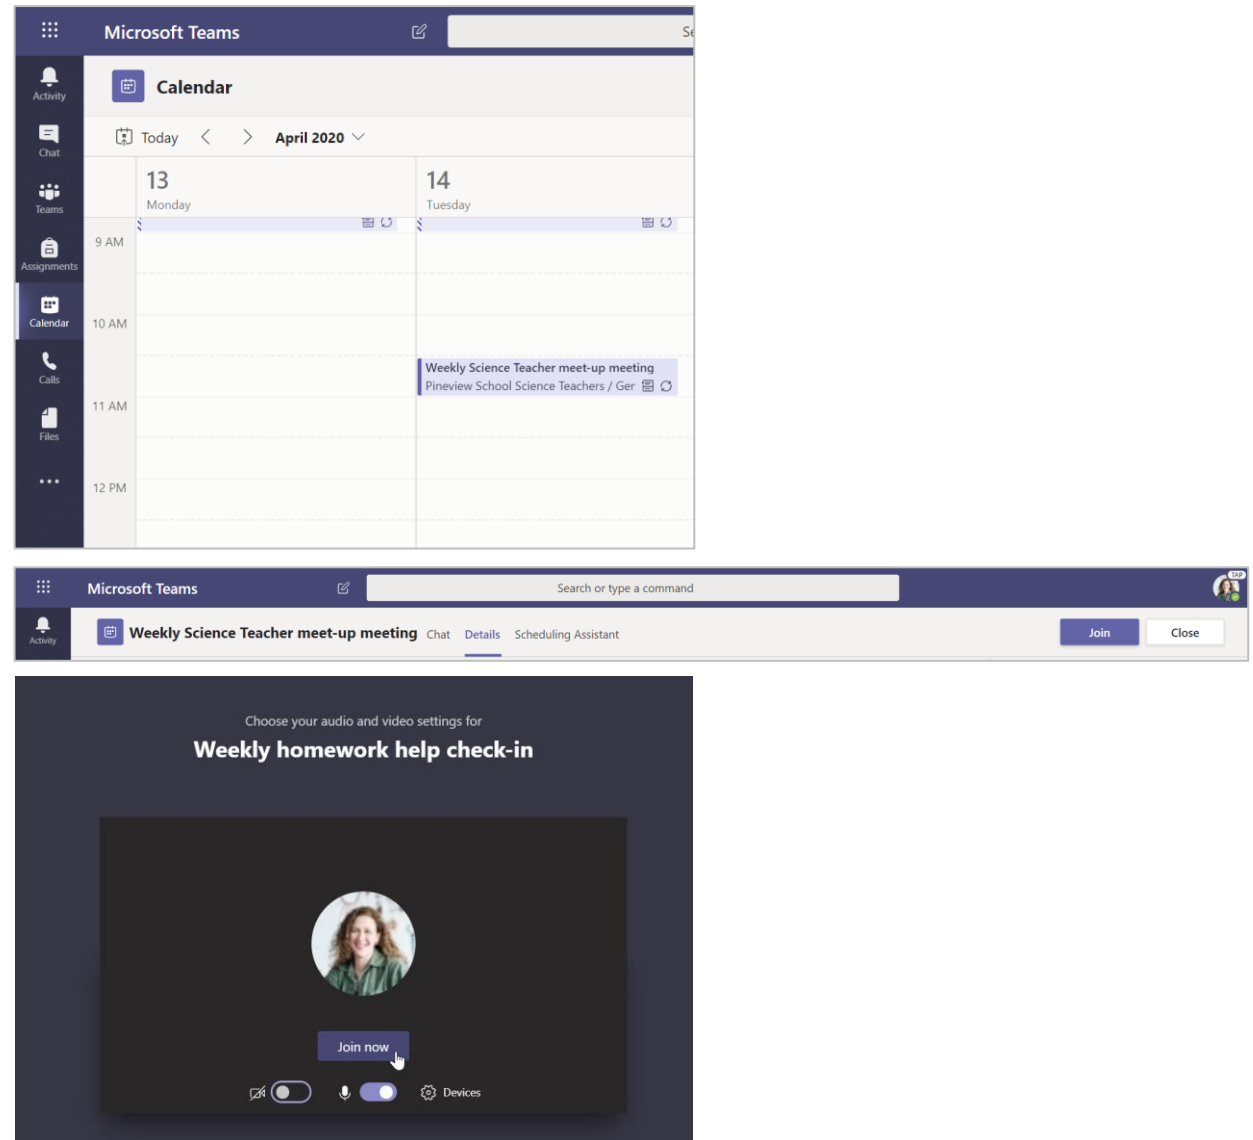 Microsoft Teams
Activity
Calendar
Chat
Today
April 2020
Teams
13
Monday
14
Tuesday
Assignments
9 AM
Calendar
10 AM
Calls
Weekly Science Teacher meet-up meeting
Pineview School Science Teachers / Ger
Files
11 AM
12 PM
Microsoft Teams
Search or type a command
TAP
Activity
Weekly Science Teacher meet-up meeting Chat Details Scheduling Assistant
Join Close
Choose your audio and video settings for
Weekly homework help check-in
Join now
Devices